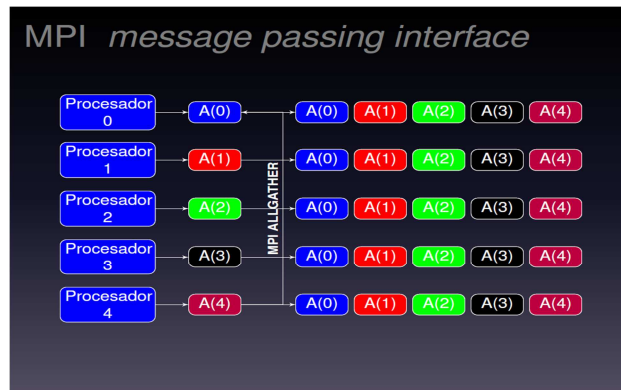 MPI message passing interface
Procesador
0
A(0)
A(0) A(1) A(2) A(3) A(4)
Procesador
1
A(1)
A(0) A(1) A(2) A(3) A(4)
Procesador
2
A(2)
A(0) A(1) A(2) A(3) A(4)
Procesador
3
A(3)
A(0) A(1) A(2) A(3) A(4)
Procesador
4
A(4)
A(0) A(1) A(2) A(3) A(4)
MPI ALLGATHER